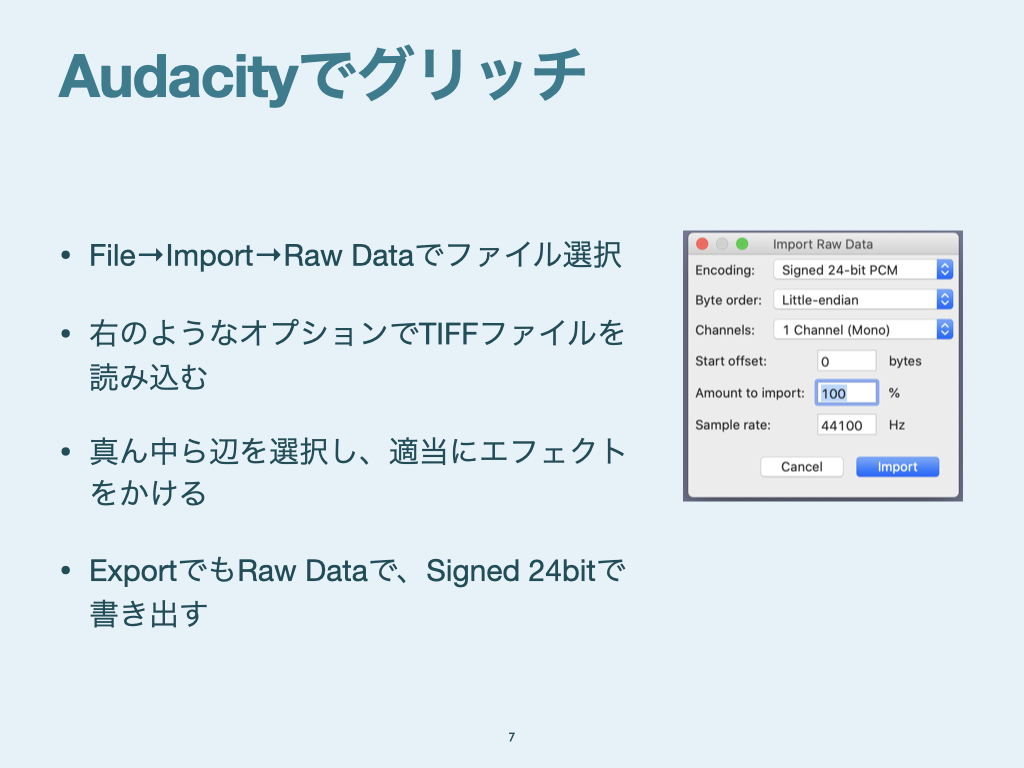 Audacityでグリッチ
• File→Import→Raw Dataでファイル選択
• 右のようなオプションでTIFFファイルを
読み込む
• 真ん中ら辺を選択し、適当にエフェクト
をかける
• ExportでもRaw Dataで、Signed 24bitで
書き出す
Import Raw Data
Encoding: Signed 24-bit PCM
Byte order: Little-endian
Channels: 1 Channel (Mono)
Start offset: 0 bytes
Amount to import: 100 %
Sample rate: 44100 Hz
Cancel Import
7